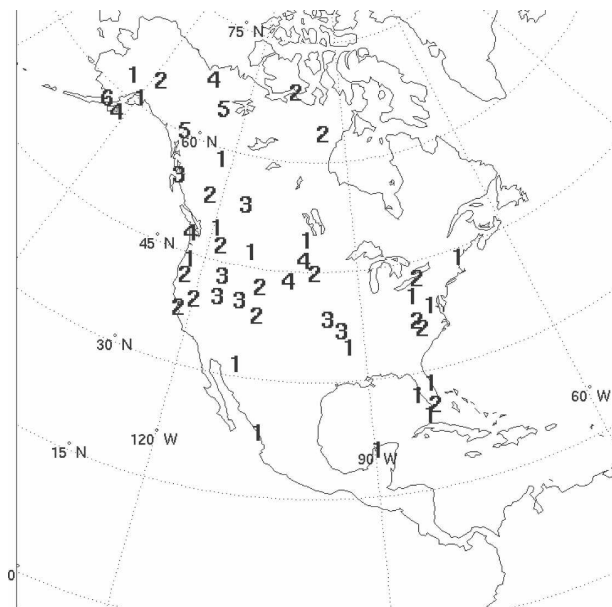 75° N
1 2 4
6 1 4 5 2
5 60° N 2
1
3
2 3
4 1 1
45° N 2 1 4 1
1
2 3 4 2 2
2 2 3 3 2 1 1
2 3 3 2 2
30° N 1
1 1
1 2 60° W
1
120° W 1
15° N 1
90° W
0